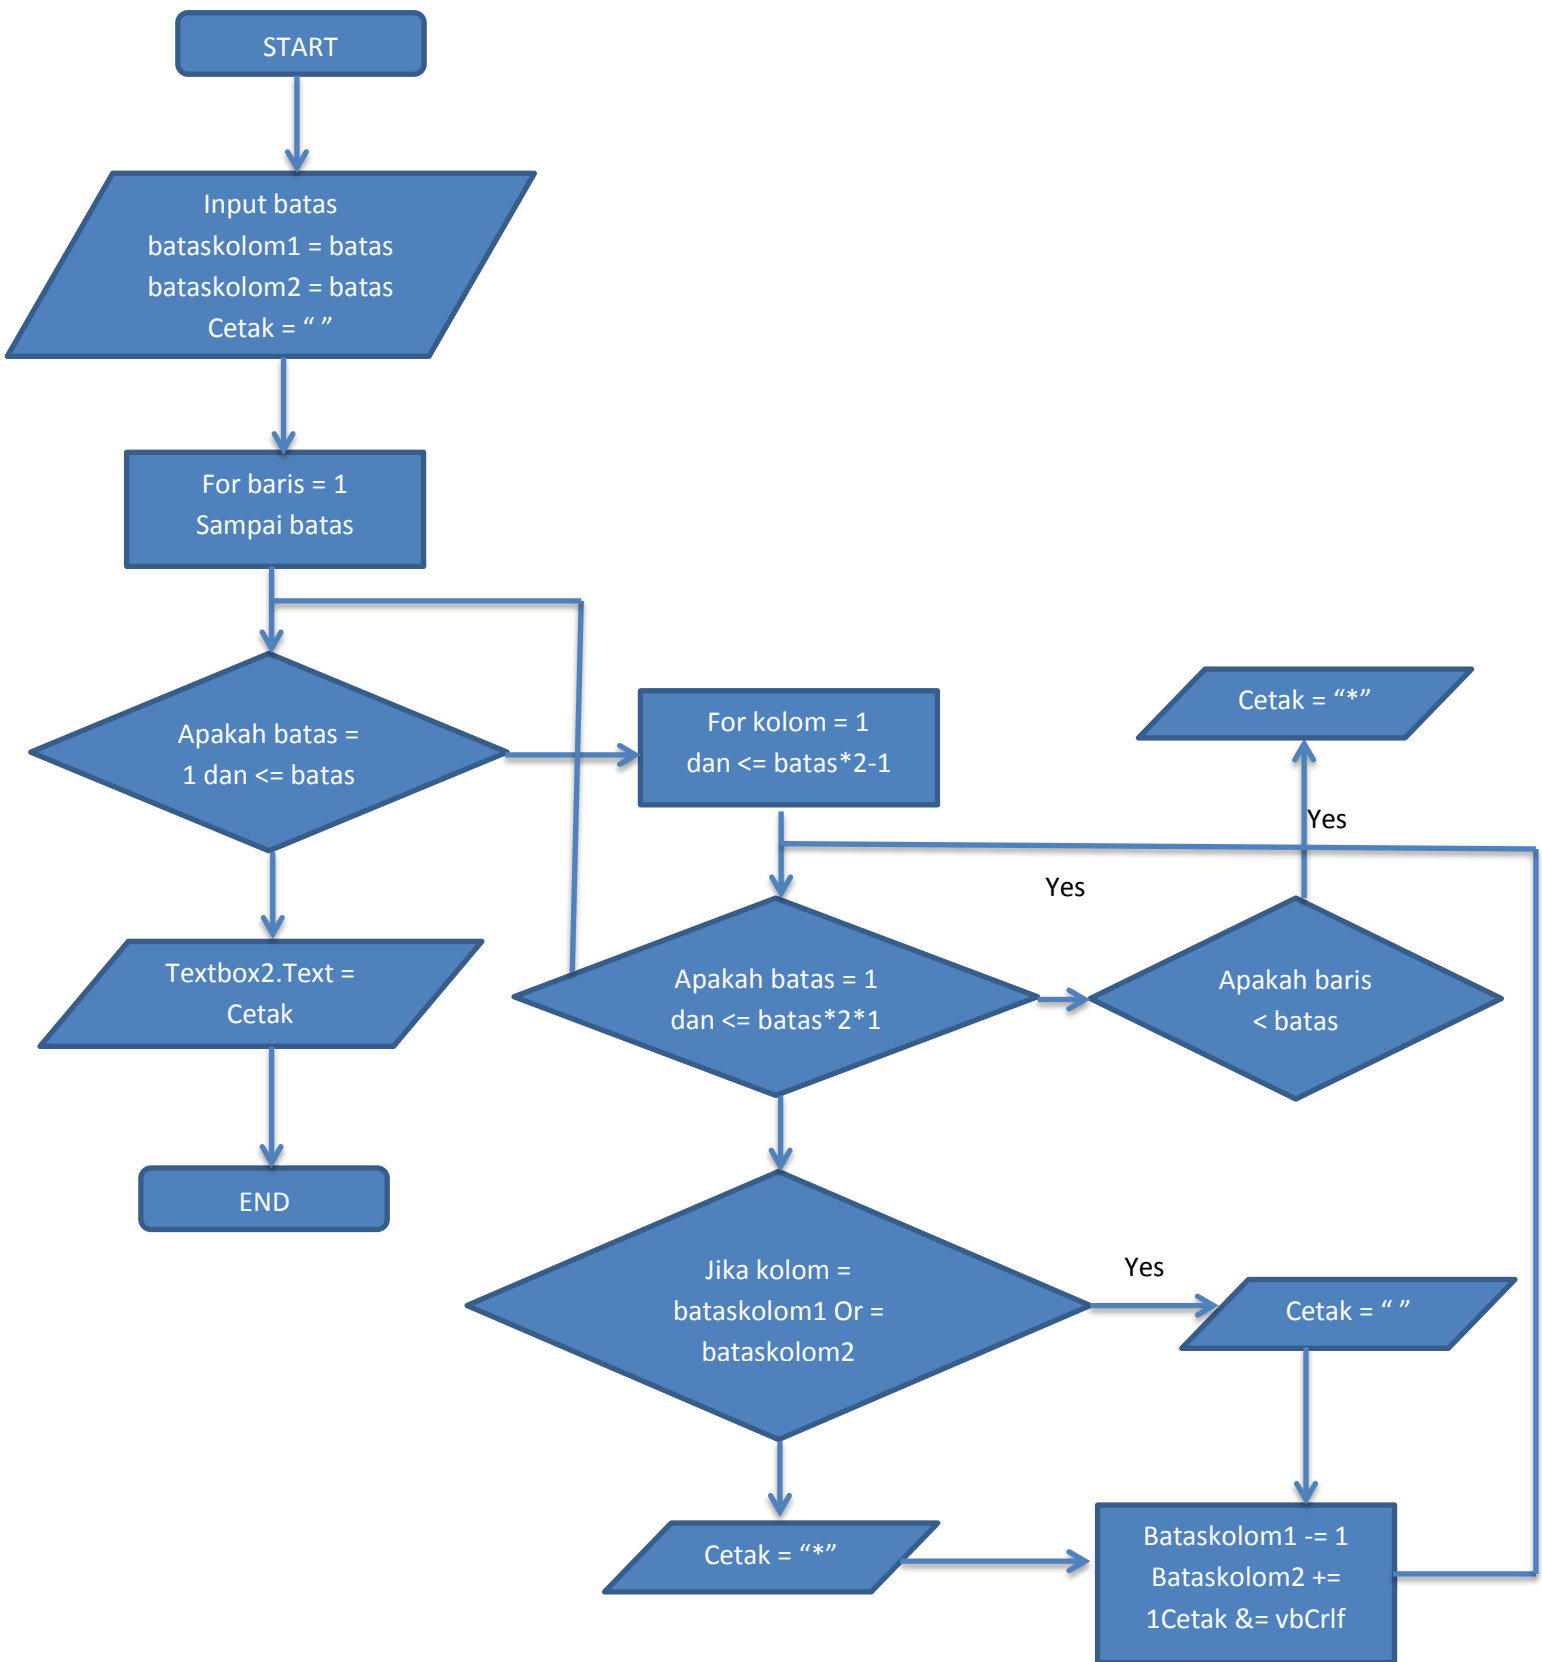 START
Input batas
bataskolom1 = batas
bataskolom2 = batas
Cetak = “ ”
For baris = 1
Sampai batas
Apakah batas =
1 dan <= batas
For kolom = 1
dan <= batas*2-1
Cetak = “*”
Yes
Yes
Textbox2.Text =
Cetak
Apakah batas = 1
dan <= batas*2*1
Apakah baris
< batas
END
Jika kolom =
bataskolom1 Or =
bataskolom2
Yes
Cetak = “ ”
Cetak = “*”
Bataskolom1 -= 1
Bataskolom2 +=
1Cetak &= vbCrlf